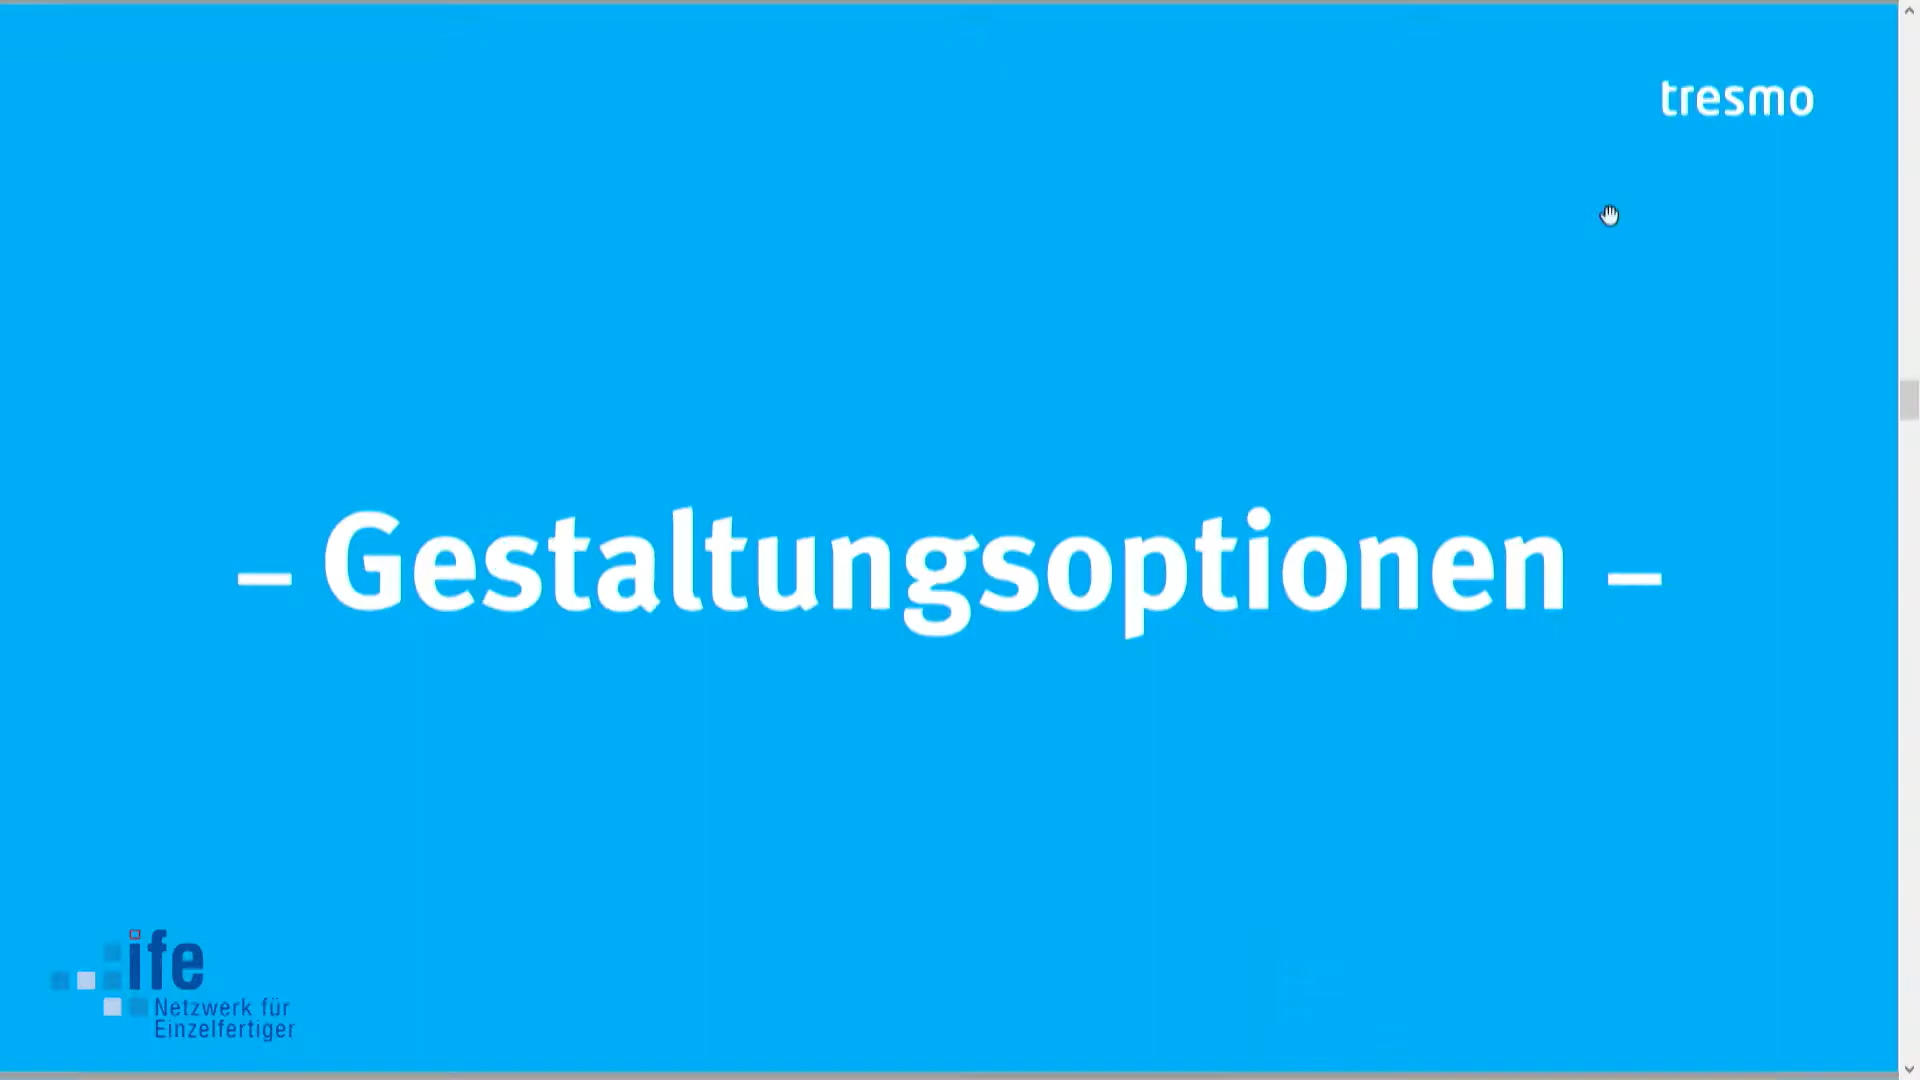 tresmo
– Gestaltungsoptionen –
ife
Netzwerk für
Einzelfertiger